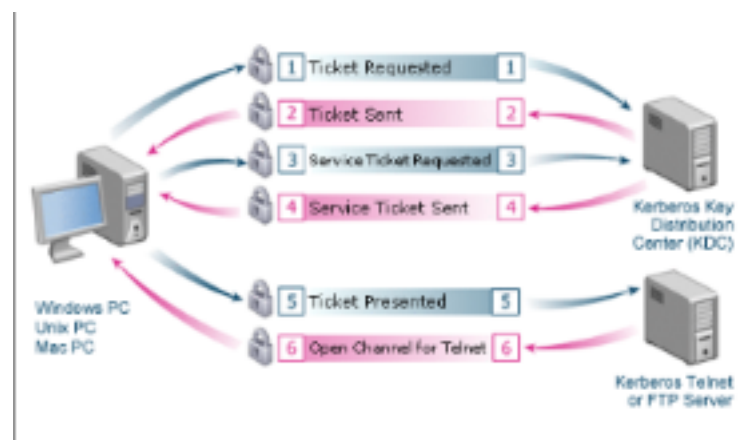 1 Ticket Requested 1
2 Ticket Sent 2
3 Service Ticket Requested 3
4 Service Ticket Sent 4
Kerberos Key
Distribution
Center (KDC)
Windows PC
Unix PC
Mac PC
5 Ticket Presented 5
6 Open Channel for Telnet 6
Kerberos Telnet
or FTP Server